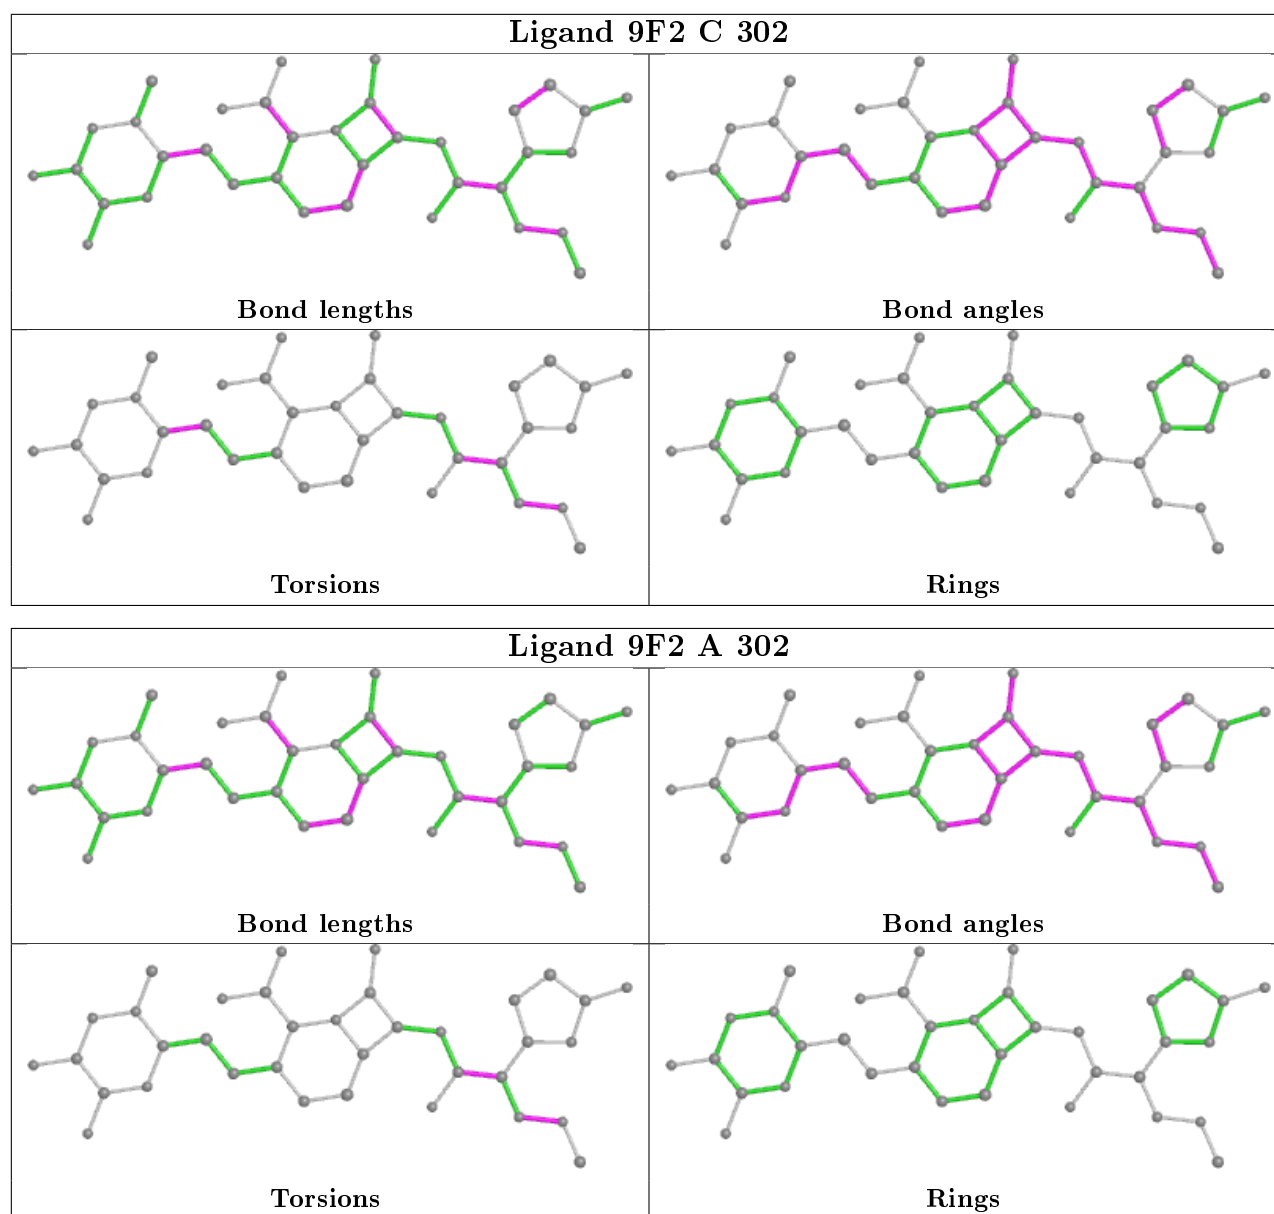 Ligand 9F2 C 302
Bond lengths
Bond angles
Torsions
Rings
Ligand 9F2 A 302
Bond lengths
Bond angles
Torsions
Rings